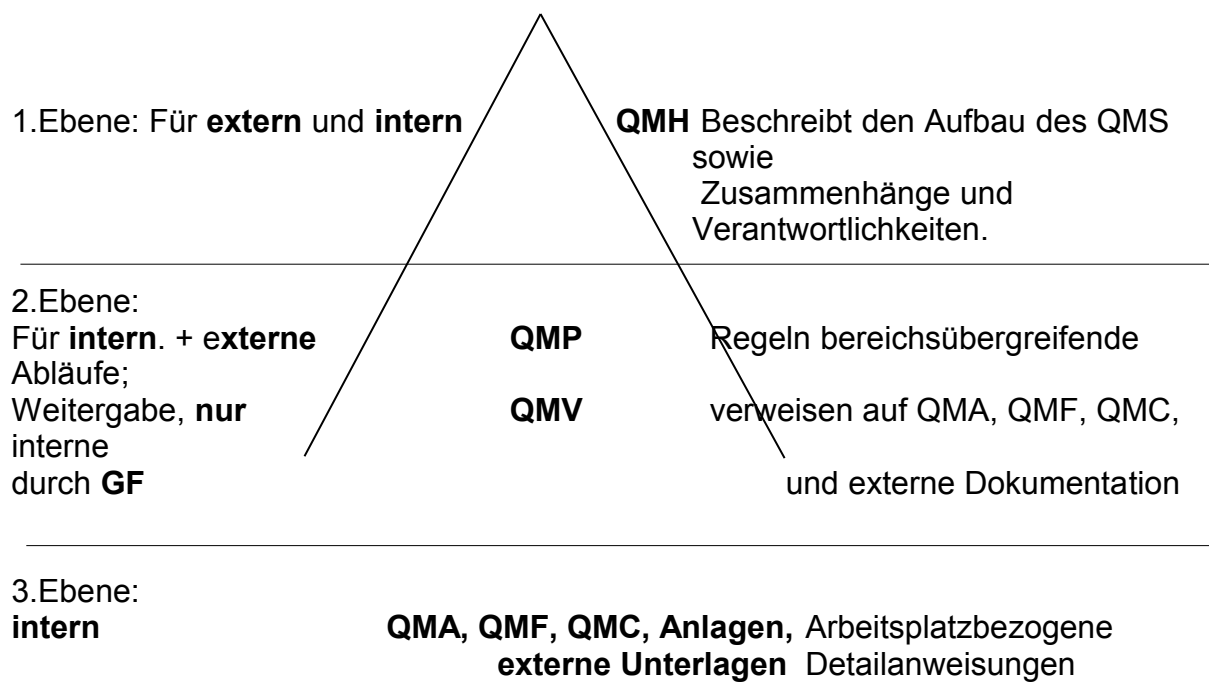 1.Ebene: Für extern und intern QMH Beschreibt den Aufbau des QMS
sowie
Zusammenhänge und
Verantwortlichkeiten.
2.Ebene:
Für intern. + externe QMP Regeln bereichsübergreifende
Abläufe;
Weitergabe, nur QMV verweisen auf QMA, QMF, QMC,
interne
durch GF und externe Dokumentation
3.Ebene:
intern QMA, QMF, QMC, Anlagen, Arbeitsplatzbezogene
externe Unterlagen Detailanweisungen